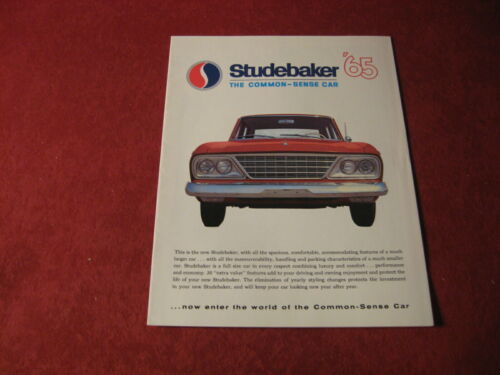 Studebaker '65
THE COMMON-SENSE CAR
This is the new Studebaker, with all the spacious, comfortable, accommodating features of a much
larger car . . . with all the maneuverability, handling and parking characteristics of a much smaller
car. Studebaker is a full size car in every respect combining luxury and comfort . . . performance
and economy. 35 "extra value" features add to your driving and owning enjoyment and protect the
life of your new Studebaker. The elimination of yearly styling changes protects the investment
in your new Studebaker, and will keep your car looking new year after year.
...now enter the world of the Common-Sense Car